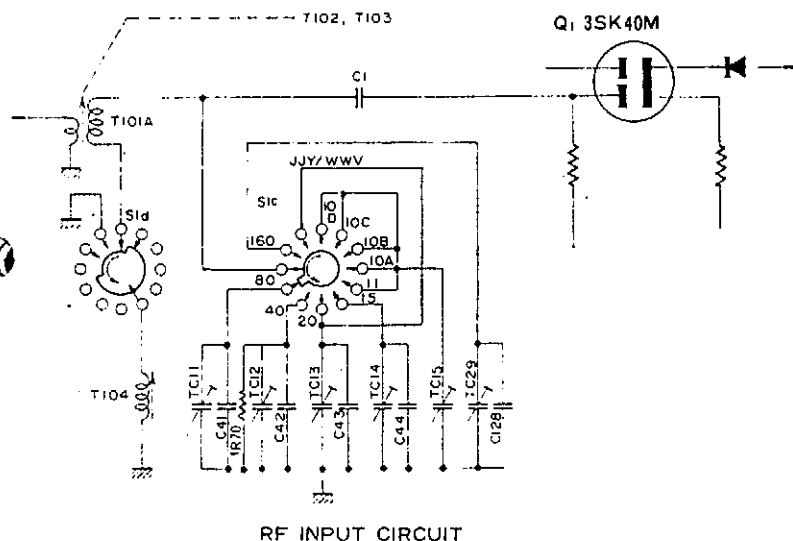 T102, T103
Q1 3SK40M
C1
T101A
JJY/WWV
S1d
S1c
10D
10C
160
10B
10A
80
11
15
40
20
T104
TC11
C41
R70
TC12
C42
TC13
C43
TC14
C44
TC15
TC29
C128
RF INPUT CIRCUIT